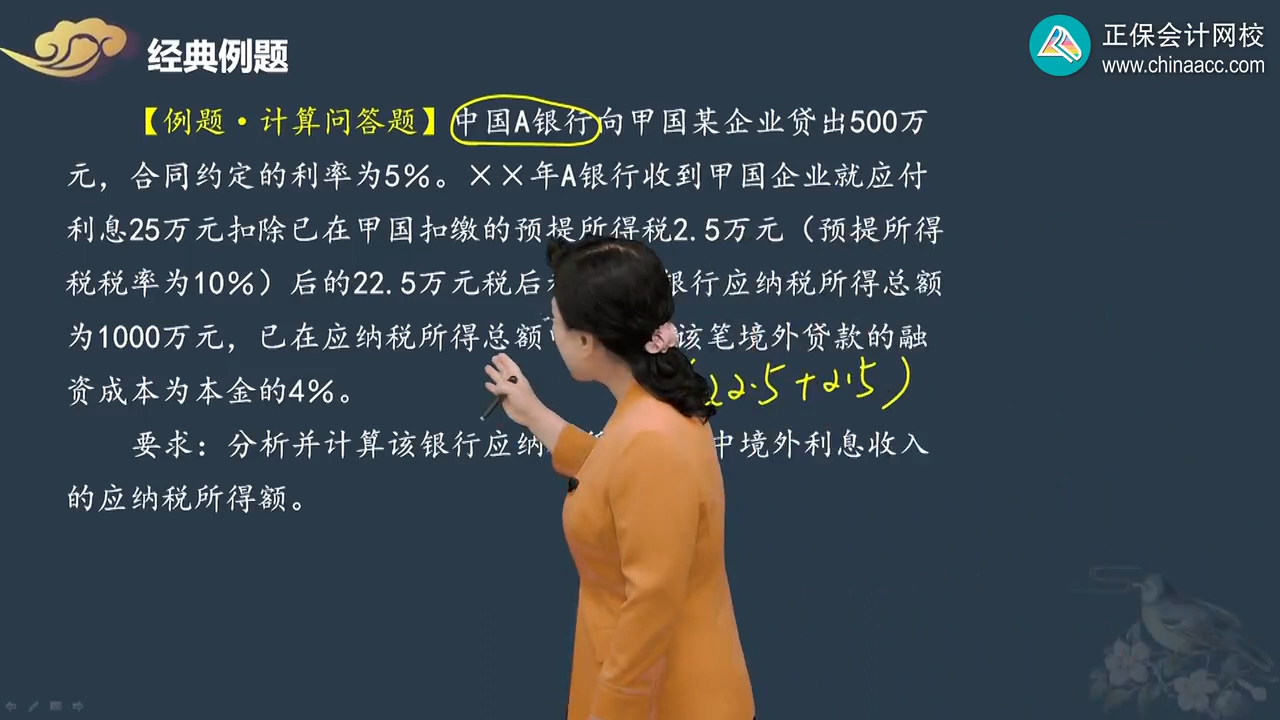 经典例题
正保会计网校
www.chinaacc.com
【例题·计算问答题】中国A银行向甲国某企业贷出500万
元，合同约定的利率为5%。××年A银行收到甲国企业就应付
利息25万元扣除已在甲国扣缴的预提所得税2.5万元（预提所得
税税率为10%）后的22.5万元税后 银行应纳税所得总额
为1000万元，已在应纳税所得总额 该笔境外贷款的融
资成本为本金的4%。
(22.5+2.5)
要求：分析并计算该银行应纳 中境外利息收入
的应纳税所得额。